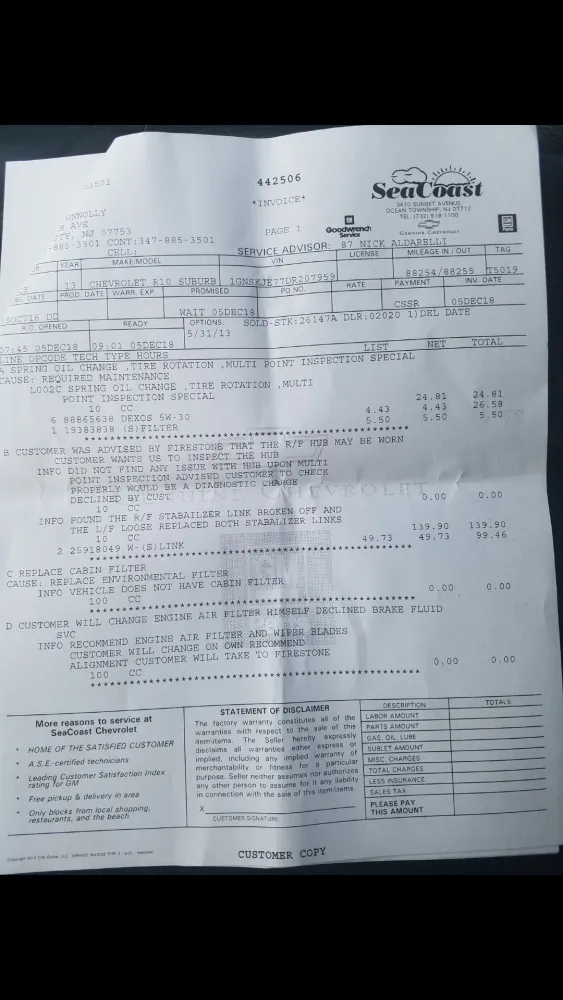 442506
*INVOICE*
SeaCoast
3410 SUNSET AVENUE
OCEAN TOWNSHIP, NJ 07712
TEL (732) 918-1100
ONNOLLY
AVS
ITY, NJ 07753
-885-3501 CONT:347-885-3501
CELL:
PAGE 1
Goodwrench
Service
GENUINE CHEVROLET
SERVICE ADVISOR: 87 NICK ALDARELLI
YEAR MAKE/MODEL VIN LICENSE MILEAGE IN / OUT TAG
13 CHEVROLET R10 SUBURB 1GNSKJE77DR207959 88254/88255 T5019
DATE PROD. DATE WARR. EXP. PROMISED PO NO. RATE PAYMENT INV. DATE
OCT16 DD WAIT 05DEC18 CSSR 05DEC18
R.O. OPENED READY OPTIONS: SOLD-STK:26147A DLR:02020 1)DEL DATE
5/31/13
07:45 05DEC18 09:01 05DEC18
LINE OPCODE TECH TYPE HOURS LIST NET TOTAL
A SPRING OIL CHANGE ,TIRE ROTATION ,MULTI POINT INSPECTION SPECIAL
CAUSE: REQUIRED MAINTENANCE
LOO2C SPRING OIL CHANGE ,TIRE ROTATION ,MULTI
POINT INSPECTION SPECIAL
10 CC 24.81 24.81
6 88865638 DEXOS 5W-30 4.43 4.43 26.58
1 19383838 (S)FILTER 5.50 5.50 5.50
B CUSTOMER WAS ADVISED BY FIRESTONE THAT THE R/F HUB MAY BE WORN
CUSTOMER WANTS US TO INSPECT THE HUB
INFO DID NOT FIND ANY ISSUE WITH HUB UPON MULTI
POINT INSPECTION ADVISED CUSTOMER TO CHECK
PROPERLY WOULD BE A DIAGNOSTIC CHARGE
DECLINED BY CUST
10 CC 0.00 0.00
INFO FOUND THE R/F STABAILZER LINK BROKEN OFF AND
THE L/F LOOSE REPLACED BOTH STABALIZER LINKS
10 CC 139.90 139.90
2 25918049 W-(S)LINK 49.73 49.73 99.46
C REPLACE CABIN FILTER
CAUSE: REPLACE ENVIRONMENTAL FILTER
INFO VEHICLE DOES NOT HAVE CABIN FILTER
100 CC 0.00 0.00
D CUSTOMER WILL CHANGE ENGINE AIR FILTER HIMSELF DECLINED BRAKE FLUID
SVC
INFO RECOMMEND ENGINE AIR FILTER AND WIPER BLADES
CUSTOMER WILL CHANGE ON OWN RECOMMEND
ALIGNMENT CUSTOMER WILL TAKE TO FIRESTONE
100 CC 0.00 0.00
More reasons to service at
SeaCoast Chevrolet
• HOME OF THE SATISFIED CUSTOMER
• A.S.E. certified technicians
• Leading Customer Satisfaction Index
rating for GM
• Free pickup & delivery in area
• Only blocks from local shopping,
restaurants, and the beach
STATEMENT OF DISCLAIMER
The factory warranty constitutes all of the
warranties with respect to the sale of this
item/items. The Seller hereby expressly
disclaims all warranties either express or
implied, including any implied warranty of
merchantability or fitness for a particular
purpose. Seller neither assumes nor authorizes
any other person to assume for it any liability
in connection with the sale of this item/items.
X
CUSTOMER SIGNATURE
DESCRIPTION TOTALS
LABOR AMOUNT
PARTS AMOUNT
GAS, OIL, LUBE
SUBLET AMOUNT
MISC. CHARGES
TOTAL CHARGES
LESS INSURANCE
SALES TAX
PLEASE PAY
THIS AMOUNT
CUSTOMER COPY